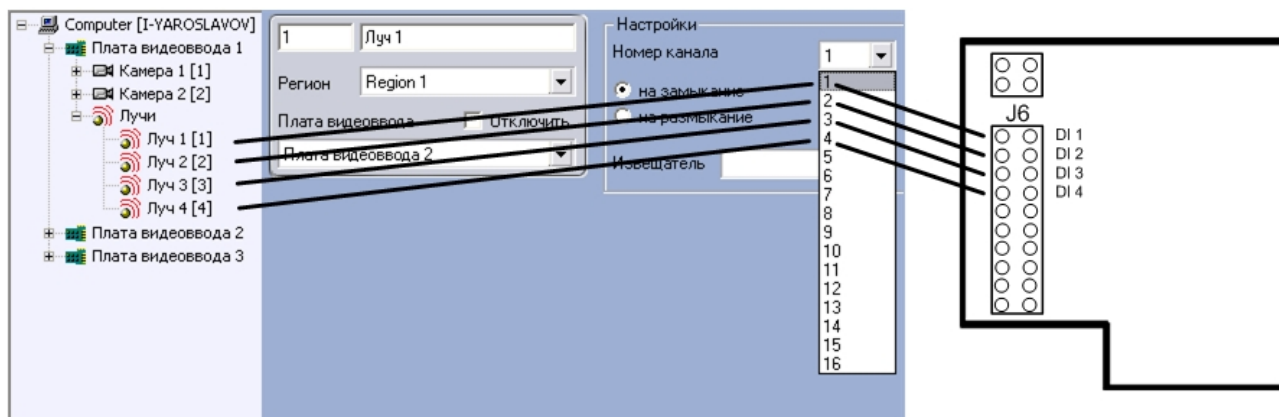 Computer [I-YAROSLAVOV]
Плата видеоввода 1
Камера 1 [1]
Камера 2 [2]
Лучи
Луч 1 [1]
Луч 2 [2]
Луч 3 [3]
Луч 4 [4]
Плата видеоввода 2
Плата видеоввода 3
1
Луч 1
Регион
Region 1
Плата видеоввода
Отключить
Плата видеоввода 2
Настройки
Номер канала
1
на замыкание
на размыкание
Извещатель
1
2
3
4
5
6
7
8
9
10
11
12
13
14
15
16
J6
DI 1
DI 2
DI 3
DI 4